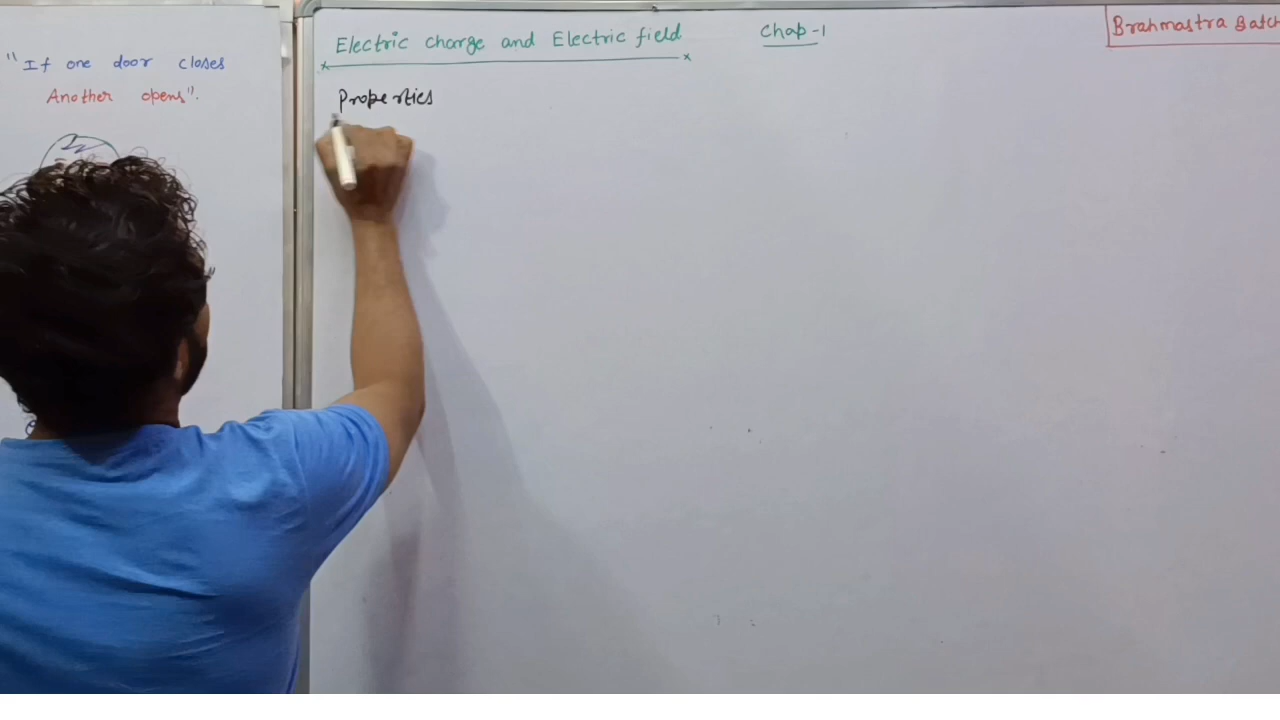 "If one door closes
Another opens".
Electric charge and Electric field
Chap-1
Brahmastra Batch
Properties